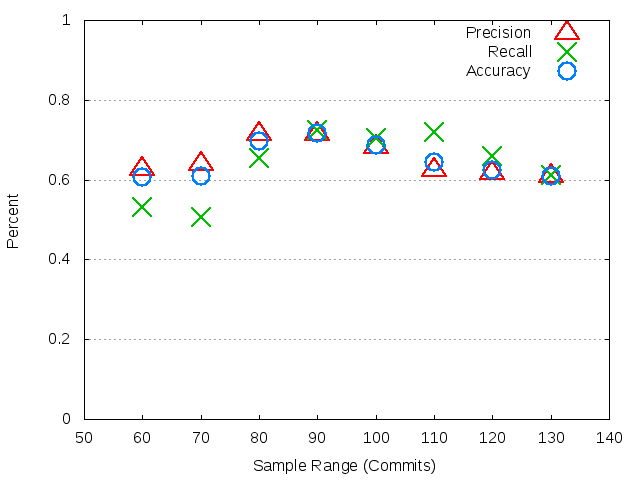 1
0.8
0.6
0.4
0.2
0
50 60 70 80 90 100 110 120 130 140
Percent
Sample Range (Commits)
Precision
Recall
Accuracy